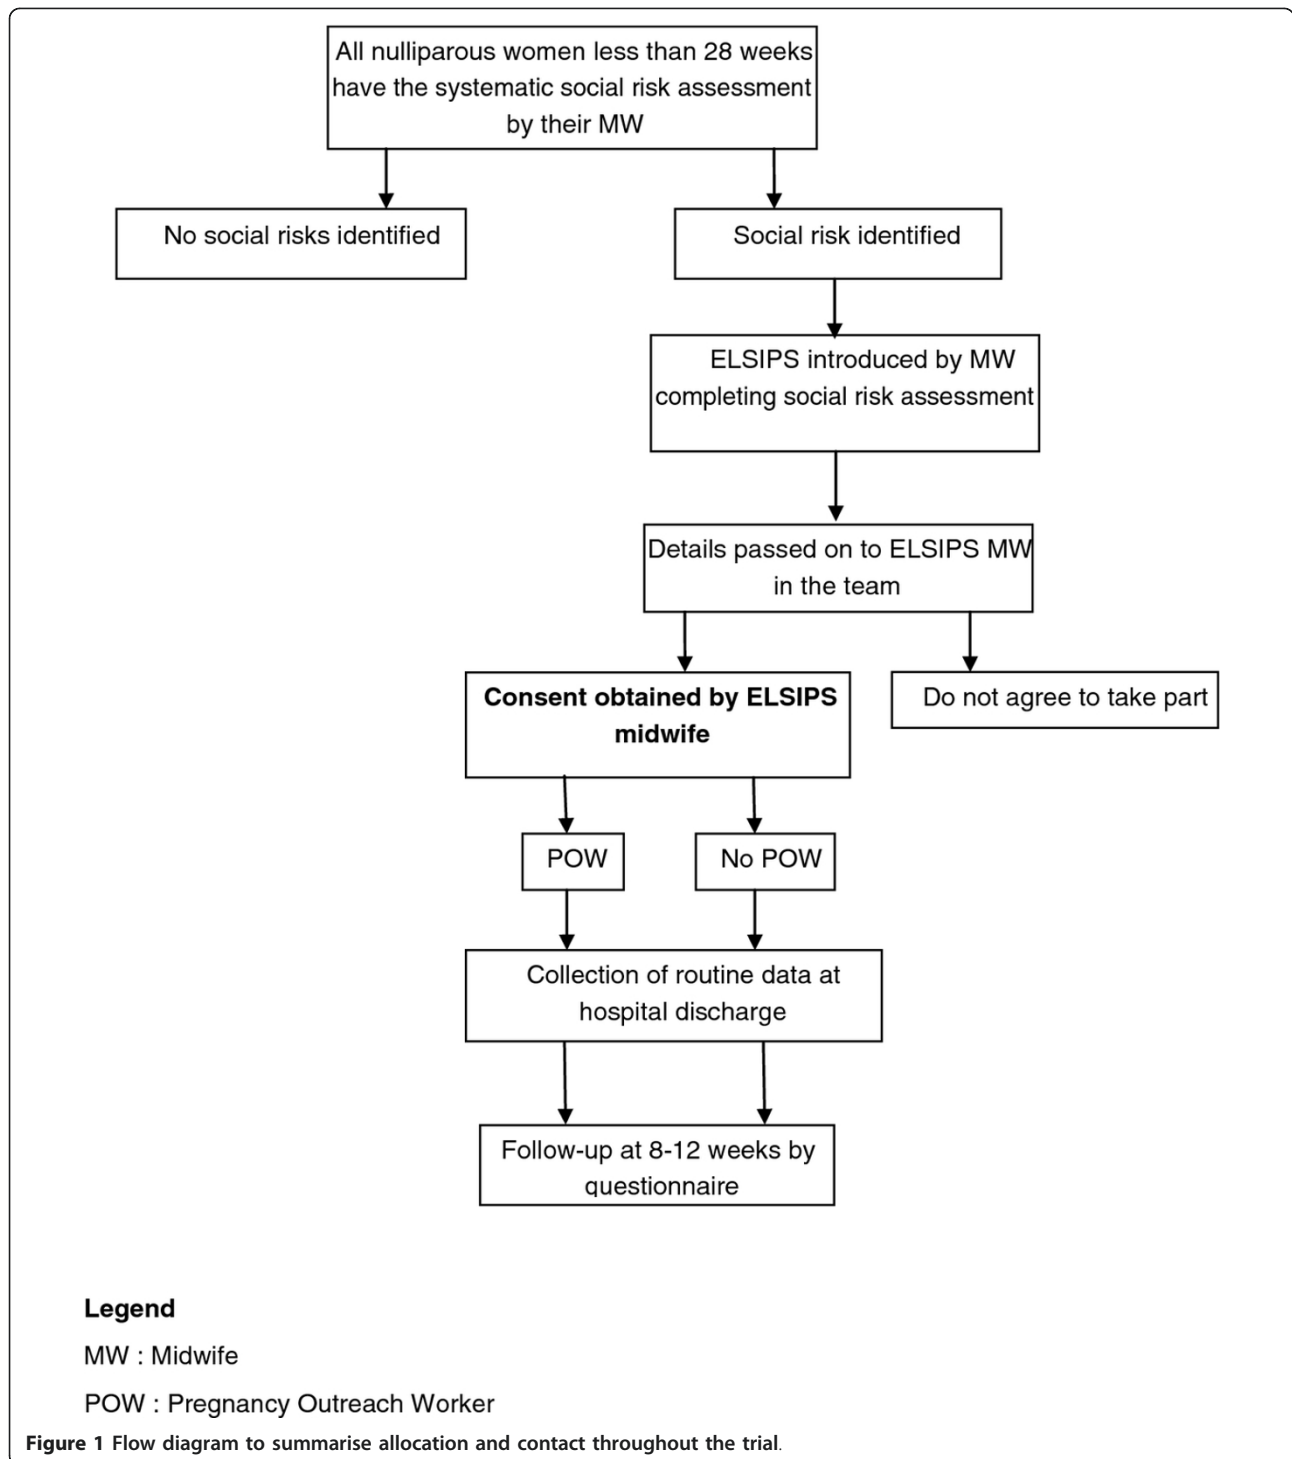 All nulliparous women less than 28 weeks
have the systematic social risk assessment
by their MW
No social risks identified
Social risk identified
ELSIPS introduced by MW
completing social risk assessment
Details passed on to ELSIPS MW
in the team
Consent obtained by ELSIPS
midwife
Do not agree to take part
POW
No POW
Collection of routine data at
hospital discharge
Follow-up at 8-12 weeks by
questionnaire
Legend
MW : Midwife
POW : Pregnancy Outreach Worker
Figure 1 Flow diagram to summarise allocation and contact throughout the trial.